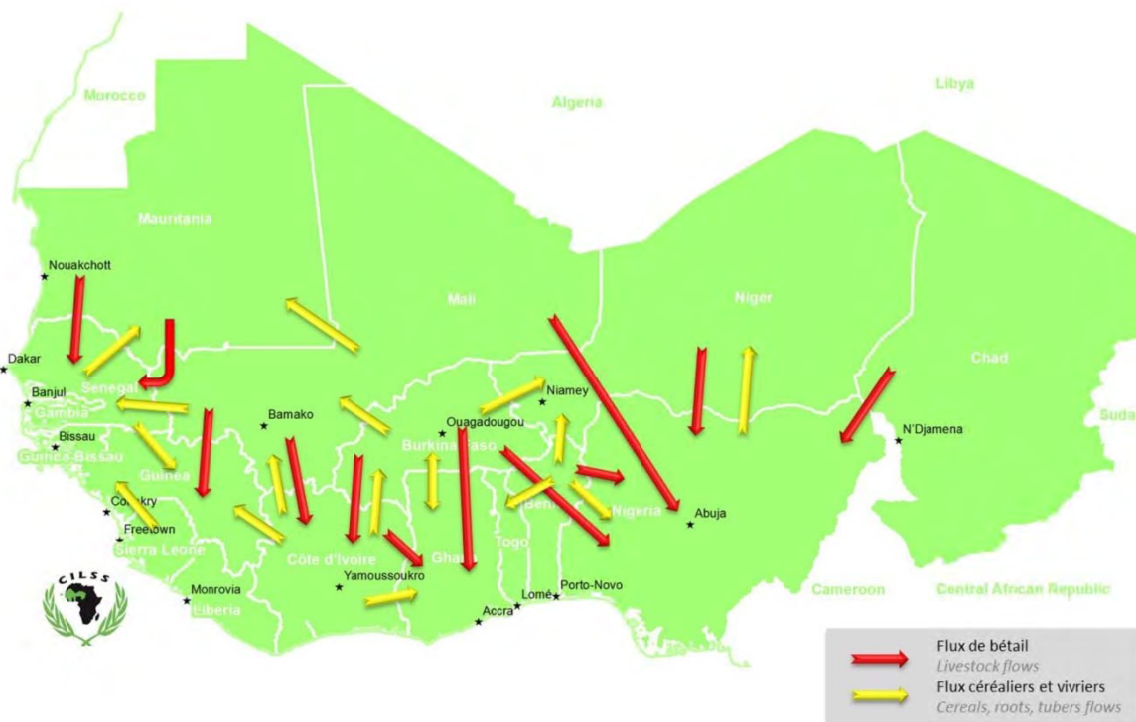 Libya
Morocco
Algeria
Mauritania
Nouakchott
Mali
Niger
Chad
Dakar
Senegal
Banjul
Niamey
Gambia
Suda
Bamako
Ouagadougou
Bissau
Burkina Faso
N'Djamena
Guinea-Bissau
Guinea
Conakry
Benin
Nigeria
Abuja
Freetown
Togo
Sierra Leone
Côte d'Ivoire
Ghana
CILSS
Yamoussoukro
Monrovia
Lomé
Porto-Novo
Cameroon
Central African Republic
Liberia
Accra
Flux de bétail
Livestock flows
Flux céréaliers et vivriers
Cereals, roots, tubers flows